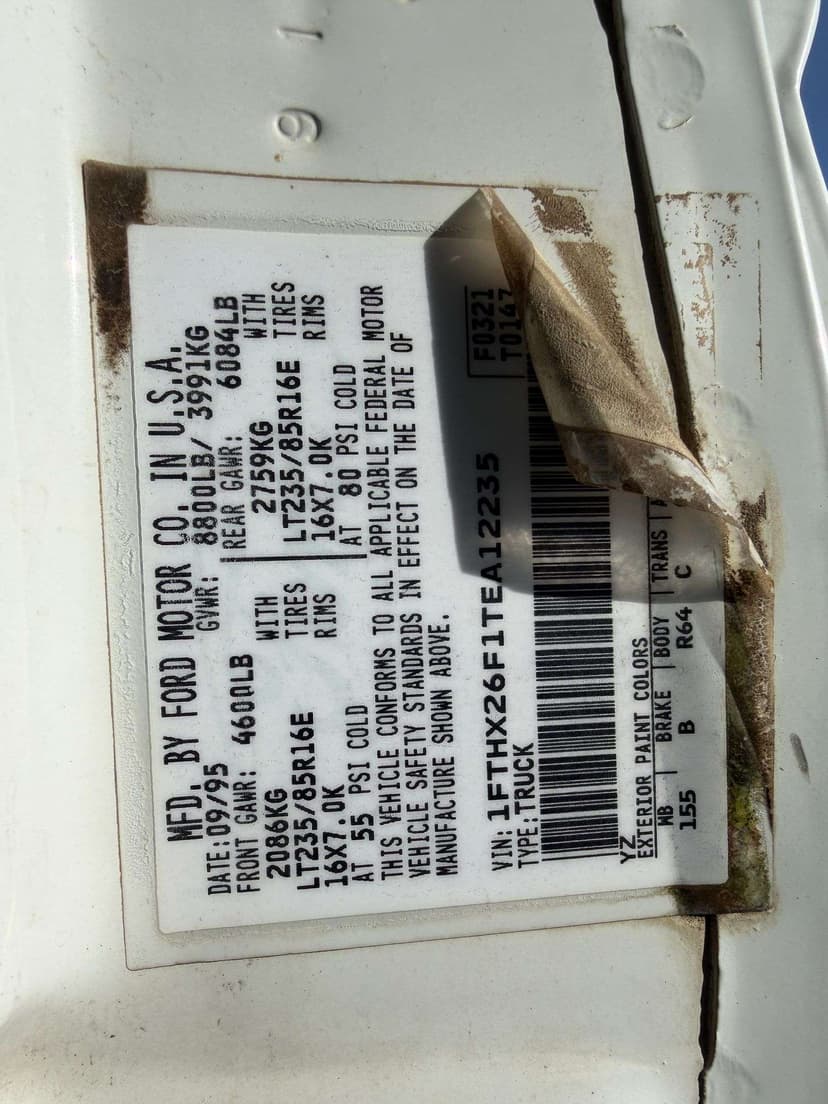 9 1
MFD. BY FORD MOTOR CO. IN U.S.A.
DATE: 09/95 GVWR: 8800LB/ 3991KG
FRONT GAWR: 4600LB REAR GAWR: 6084LB
2086KG WITH 2759KG WITH
LT235/85R16E TIRES LT235/85R16E TIRES
16X7.0K RIMS 16X7.0K RIMS
AT 55 PSI COLD AT 80 PSI COLD
THIS VEHICLE CONFORMS TO ALL APPLICABLE FEDERAL MOTOR
VEHICLE SAFETY STANDARDS IN EFFECT ON THE DATE OF
MANUFACTURE SHOWN ABOVE.
VIN: 1FTHX26F1TEA12235 F0321
TYPE: TRUCK T0147
YZ
EXTERIOR PAINT COLORS
WB BRAKE BODY TRANS A
155 B R64 C